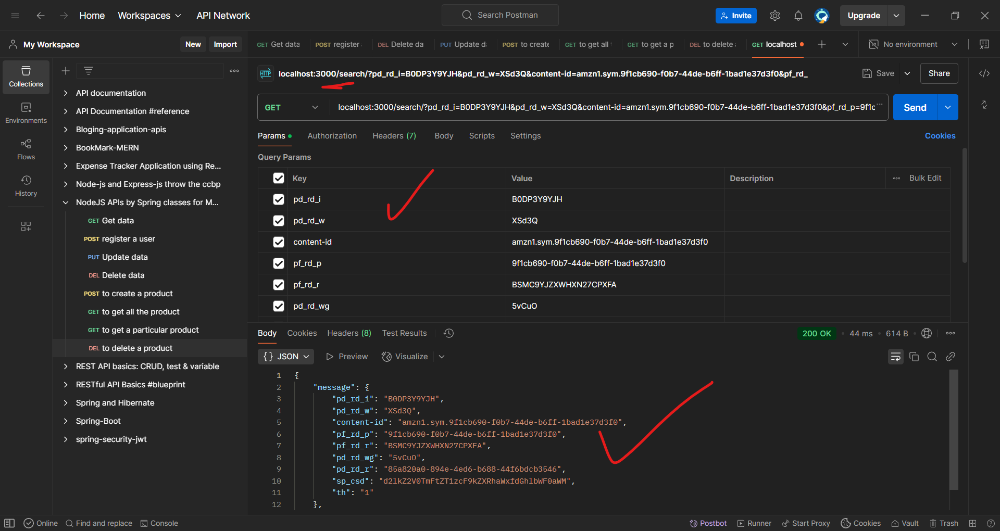 Home Workspaces API Network Search Postman Invite Upgrade
My Workspace New Import GET Get data POST register DEL Delete da PUT Update d POST to create GET to get all GET to get a p DEL to delete GET localhost No environment
Collections
Environments
Flows
History
API documentation
API Documentation #reference
Bloging-application-apis
BookMark-MERN
Expense Tracker Application using Re...
Node-js and Express-js throw the ccbp
NodeJS APIs by Spring classes for M...
GET Get data
POST register a user
PUT Update data
DEL Delete data
POST to create a product
GET to get all the product
GET to get a particular product
DEL to delete a product
REST API basics: CRUD, test & variable
RESTful API Basics #blueprint
Spring and Hibernate
Spring-Boot
spring-security-jwt
HTTP localhost:3000/search/?pd_rd_i=B0DP3Y9YJH&pd_rd_w=XSd3Q&content-id=amzn1.sym.9f1cb690-f0b7-44de-b6ff-1bad1e37d3f0&pf_rd_ Save Share
GET localhost:3000/search/?pd_rd_i=B0DP3Y9YJH&pd_rd_w=XSd3Q&content-id=amzn1.sym.9f1cb690-f0b7-44de-b6ff-1bad1e37d3f0&pf_rd_p=9f1c ... Send
Params Authorization Headers (7) Body Scripts Settings Cookies
Query Params
Key Value Description Bulk Edit
pd_rd_i B0DP3Y9YJH
pd_rd_w XSd3Q
content-id amzn1.sym.9f1cb690-f0b7-44de-b6ff-1bad1e37d3f0
pf_rd_p 9f1cb690-f0b7-44de-b6ff-1bad1e37d3f0
pf_rd_r BSMC9YJZXWHXN27CPXFA
pd_rd_wg 5vCuO
Body Cookies Headers (8) Test Results 200 OK 44 ms 614 B
{} JSON Preview Visualize
1 {
2 "message": {
3 "pd_rd_i": "B0DP3Y9YJH",
4 "pd_rd_w": "XSd3Q",
5 "content-id": "amzn1.sym.9f1cb690-f0b7-44de-b6ff-1bad1e37d3f0",
6 "pf_rd_p": "9f1cb690-f0b7-44de-b6ff-1bad1e37d3f0",
7 "pf_rd_r": "BSMC9YJZXWHXN27CPXFA",
8 "pd_rd_wg": "5vCuO",
9 "pd_rd_r": "85a820a0-894e-4ed6-b688-44f6bdcb3546",
10 "sp_csd": "d2lkZ2V0TmFtZT1zcF9kZXRhaWxfdGhlbWF0aWM",
11 "th": "1"
12 },
Online Find and replace Console Postbot Runner Start Proxy Cookies Vault Trash